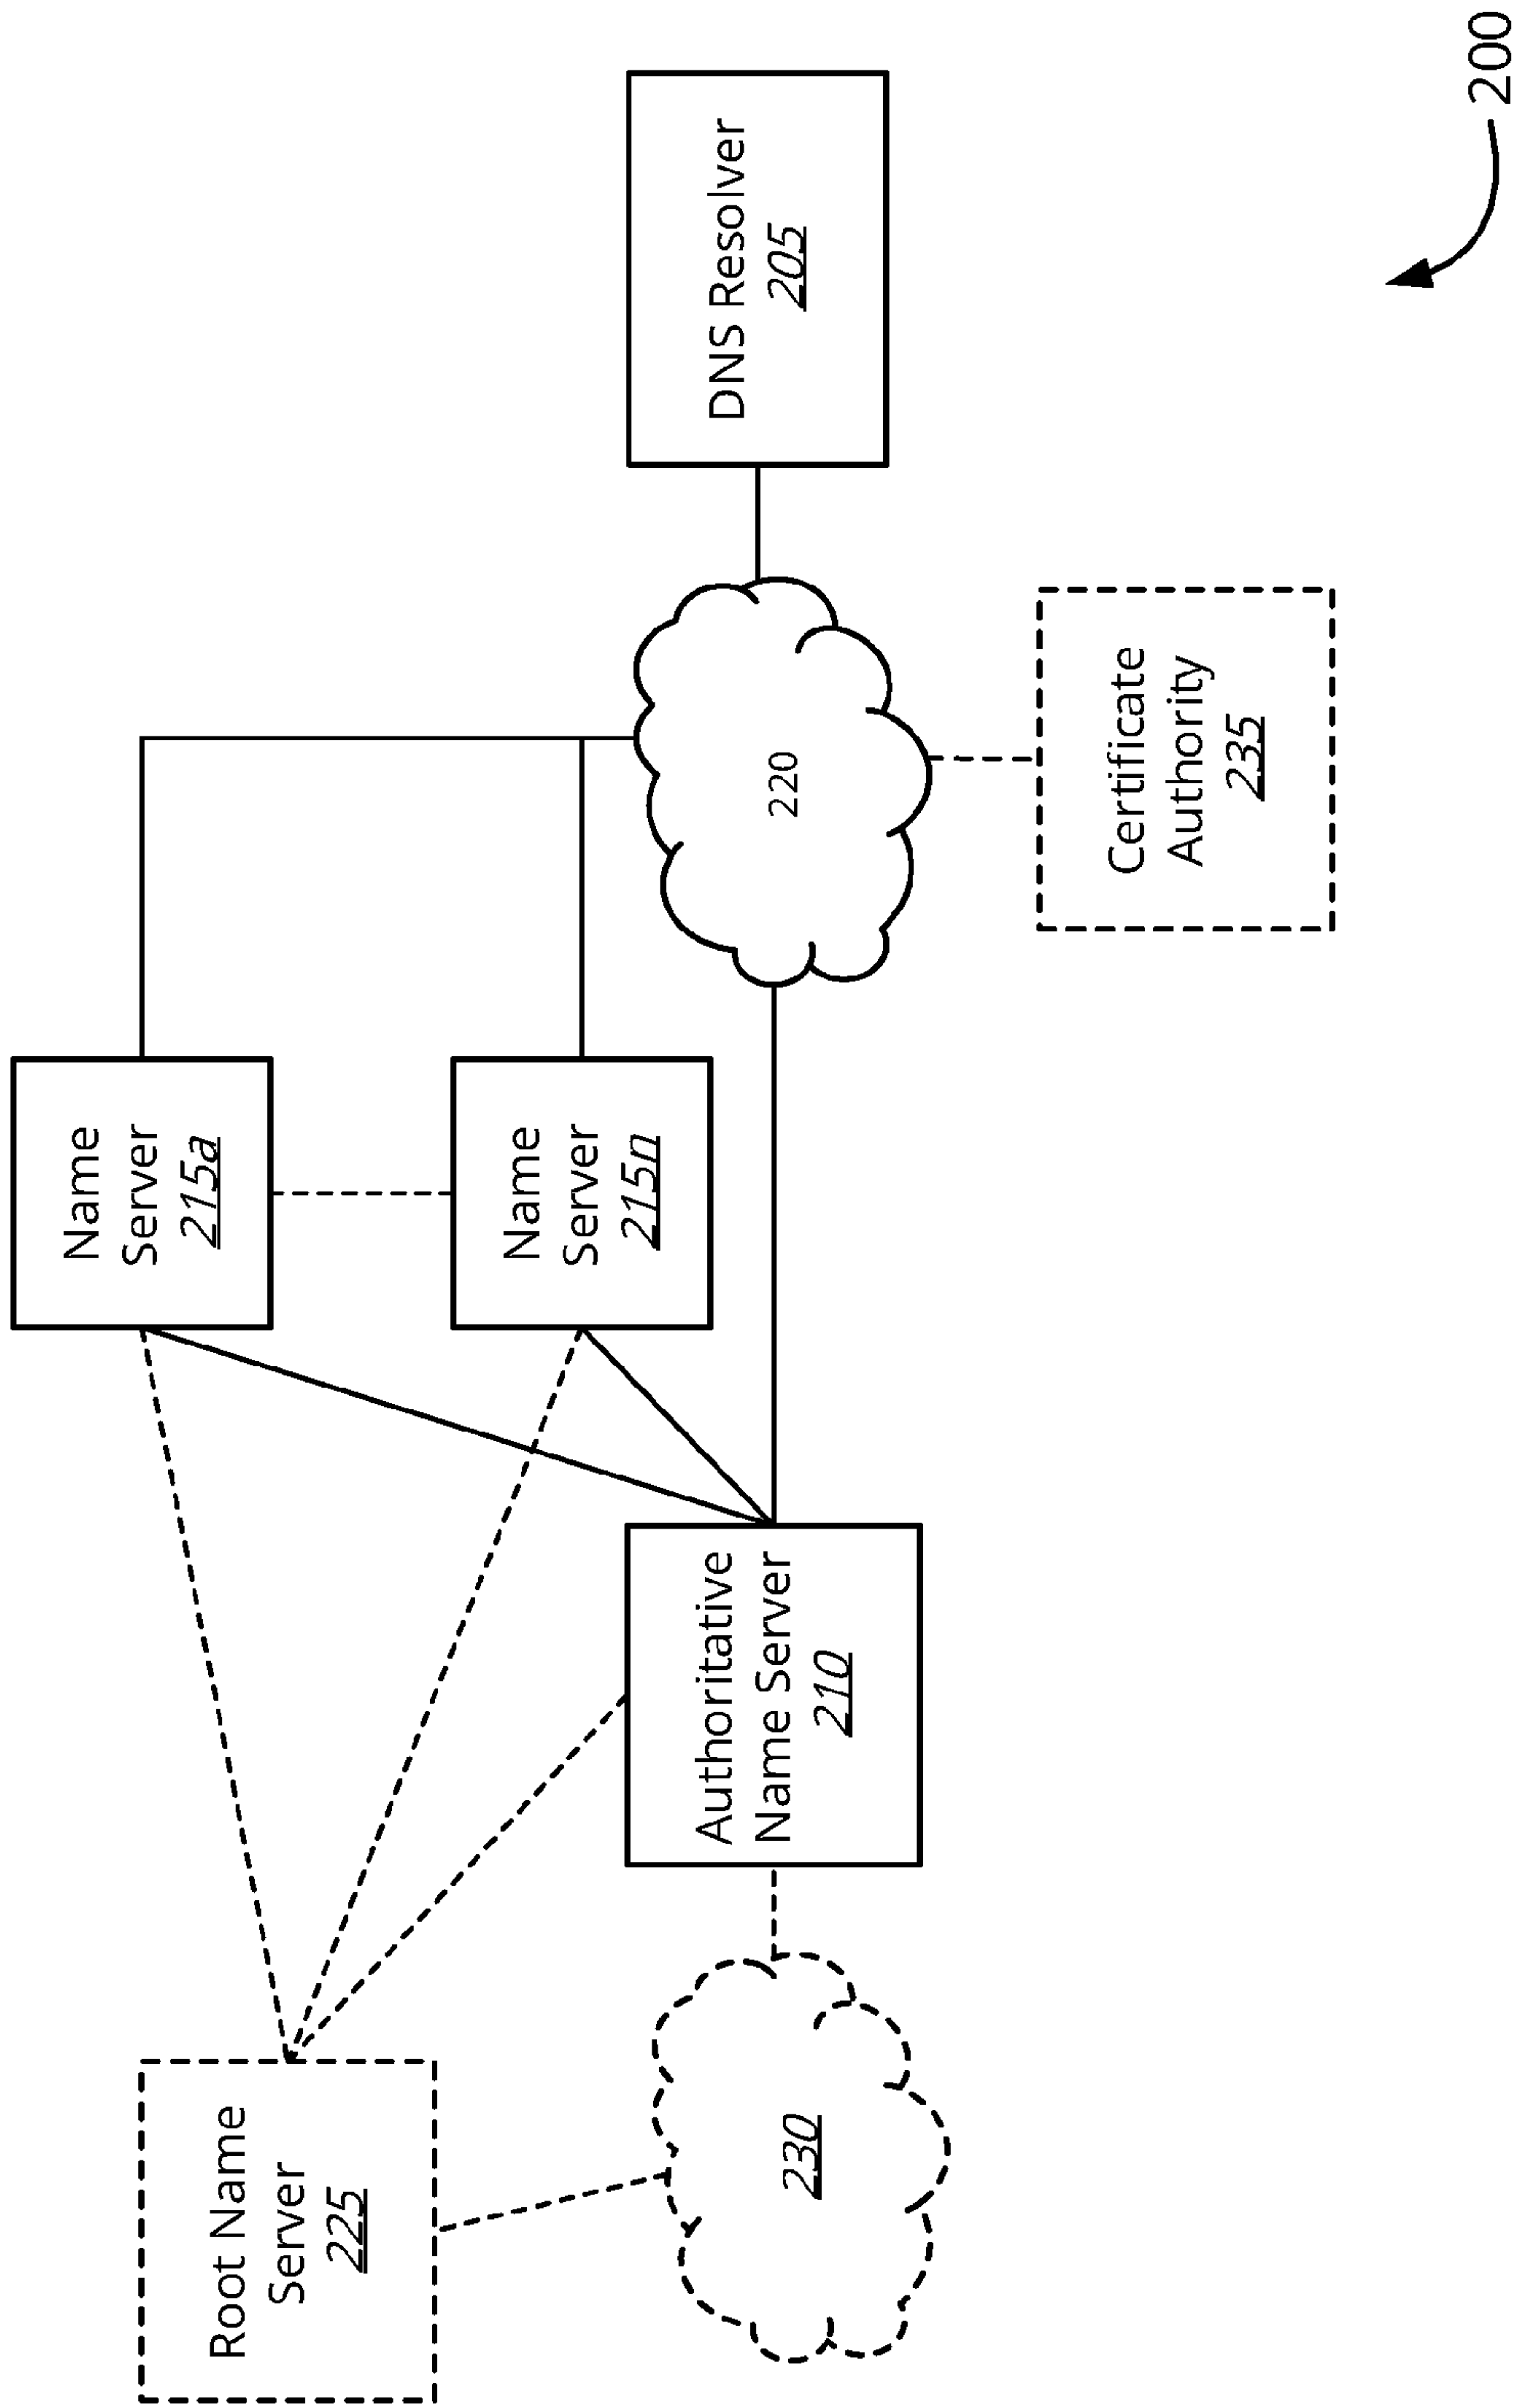 200
Name
Server
215a
Root Name
Server
225
Name
Server
215n
DNS Resolver
205
220
Authoritative
Name Server
210
230
Certificate
Authority
235